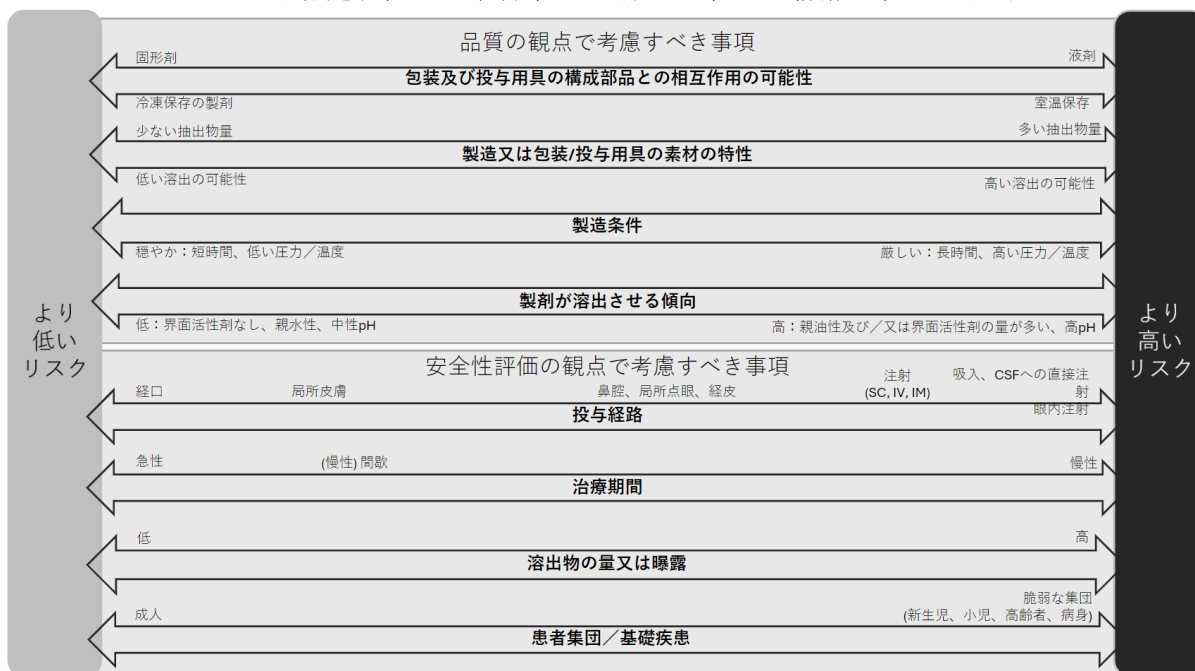 品質の観点で考慮すべき事項
固形剤 液剤
包装及び投与用具の構成部品との相互作用の可能性
冷凍保存の製剤 室温保存
少ない抽出物量 多い抽出物量
製造又は包装/投与用具の素材の特性
低い溶出の可能性 高い溶出の可能性
製造条件
穏やか：短時間、低い圧力／温度 厳しい：長時間、高い圧力／温度
製剤が溶出させる傾向
低：界面活性剤なし、親水性、中性pH 高：親油性及び／又は界面活性剤の量が多い、高pH
より
低い
リスク
より
高い
リスク
安全性評価の観点で考慮すべき事項
経口 局所皮膚 鼻腔、局所点眼、経皮 注射
(SC, IV, IM)
吸入、CSFへの直接注
射
眼内注射
投与経路
急性 (慢性) 間歇 慢性
治療期間
低 高
溶出物の量又は曝露
成人 脆弱な集団
(新生児、小児、高齢者、病身)
患者集団／基礎疾患